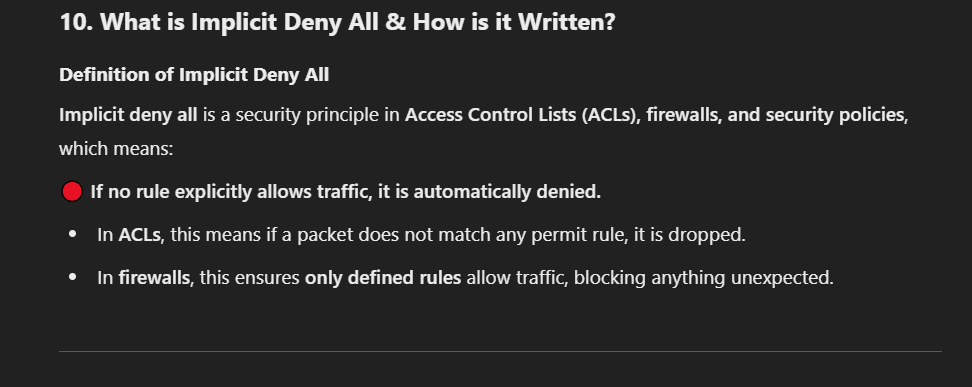 10. What is Implicit Deny All & How is it Written?
Definition of Implicit Deny All
Implicit deny all is a security principle in Access Control Lists (ACLs), firewalls, and security policies,
which means:
🔴 If no rule explicitly allows traffic, it is automatically denied.
• In ACLs, this means if a packet does not match any permit rule, it is dropped.
• In firewalls, this ensures only defined rules allow traffic, blocking anything unexpected.